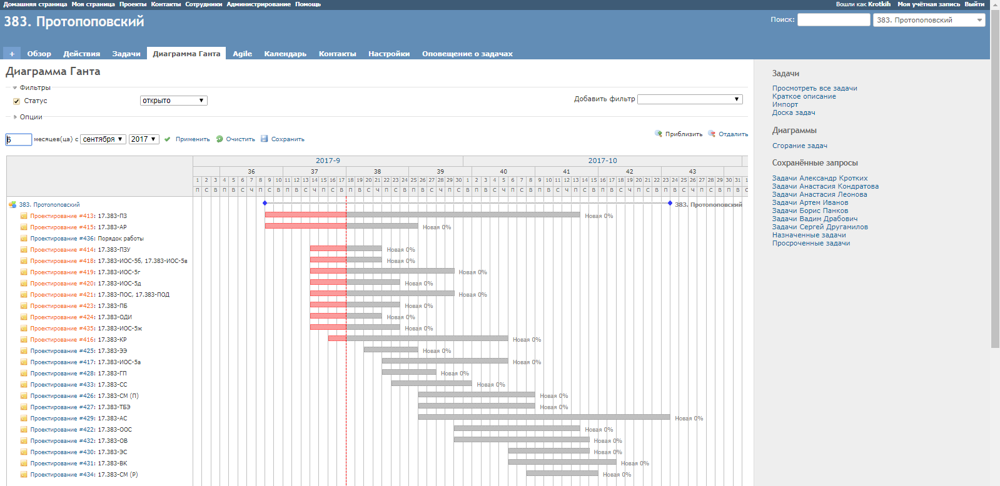 Домашняя страница Моя страница Проекты Контакты Сотрудники Администрирование Помощь
Вошли как Krotkih Моя учётная запись Выйти
383. Протопоповский
Поиск: 383. Протопоповский
+ Обзор Действия Задачи Диаграмма Ганта Agile Календарь Контакты Настройки Оповещение о задачах
Диаграмма Ганта
Фильтры
Статус открыто Добавить фильтр
Опции
6 месяцев(ца) с сентября 2017 Применить Очистить Сохранить
Приблизить Отдалить
2017-9 2017-10
36 37 38 39 40 41 42 43
1 2 3 4 5 6 7 8 9 10 11 12 13 14 15 16 17 18 19 20 21 22 23 24 25 26 27 28 29 30 1 2 3 4 5 6 7 8 9 10 11 12 13 14 15 16 17 18 19 20 21 22 23 24 25 26 27 28 29 30 31 1
П С В П В С Ч П С В П В С Ч П С В П В С Ч П С В П В С Ч П С В П В С Ч П С В П В С Ч П С В П В С Ч П С В П В С Ч П С В П В С
383. Протопоповский 383. Протопоповский
Проектирование #413: 17.383-ПЗ Новая 0%
Проектирование #415: 17.383-АР Новая 0%
Проектирование #436: Порядок работы
Проектирование #414: 17.383-ПЗУ Новая 0%
Проектирование #418: 17.383-ИОС-5б, 17.383-ИОС-5в Новая 0%
Проектирование #419: 17.383-ИОС-5г Новая 0%
Проектирование #420: 17.383-ИОС-5д Новая 0%
Проектирование #421: 17.383-ПОС, 17.383-ПОД Новая 0%
Проектирование #423: 17.383-ПБ Новая 0%
Проектирование #424: 17.383-ОДИ Новая 0%
Проектирование #435: 17.383-ИОС-5ж Новая 0%
Проектирование #416: 17.383-КР Новая 0%
Проектирование #425: 17.383-ЭЭ Новая 0%
Проектирование #417: 17.383-ИОС-5а Новая 0%
Проектирование #428: 17.383-ГП Новая 0%
Проектирование #433: 17.383-СС Новая 0%
Проектирование #426: 17.383-СМ (П) Новая 0%
Проектирование #427: 17.383-ТБЭ Новая 0%
Проектирование #429: 17.383-АС Новая 0%
Проектирование #422: 17.383-ООС Новая 0%
Проектирование #432: 17.383-ОВ Новая 0%
Проектирование #430: 17.383-ЭС Новая 0%
Проектирование #431: 17.383-ВК Новая 0%
Проектирование #434: 17.383-СМ (Р) Новая 0%
Задачи
Просмотреть все задачи
Краткое описание
Импорт
Доска задач
Диаграммы
Сгорание задач
Сохранённые запросы
Задачи Александр Кротких
Задачи Анастасия Кондратова
Задачи Анастасия Леонова
Задачи Артем Иванов
Задачи Борис Панков
Задачи Вадим Драбович
Задачи Сергей Другамилов
Назначенные задачи
Просроченные задачи